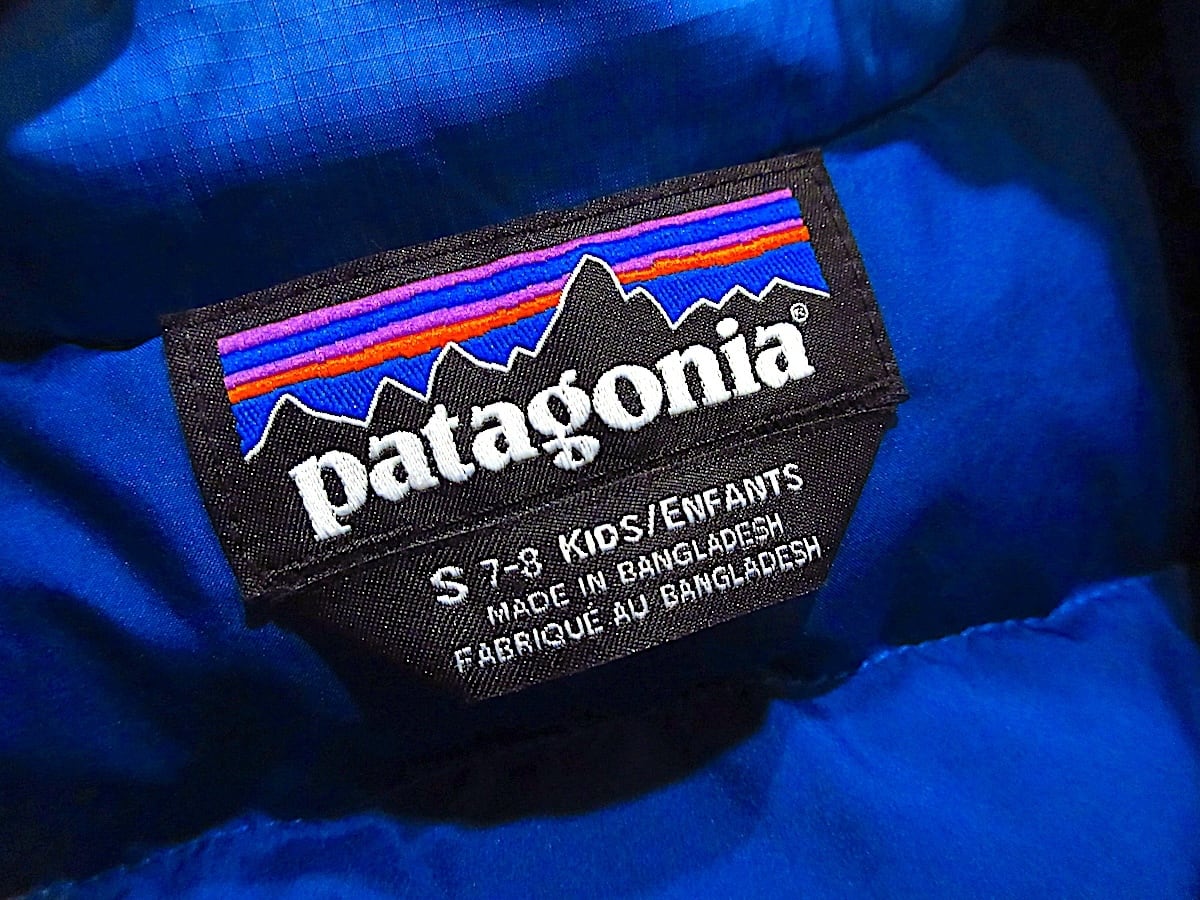 patagonia®
S 7-8 KIDS/ENFANTS
MADE IN BANGLADESH
FABRIQUÉ AU BANGLADESH